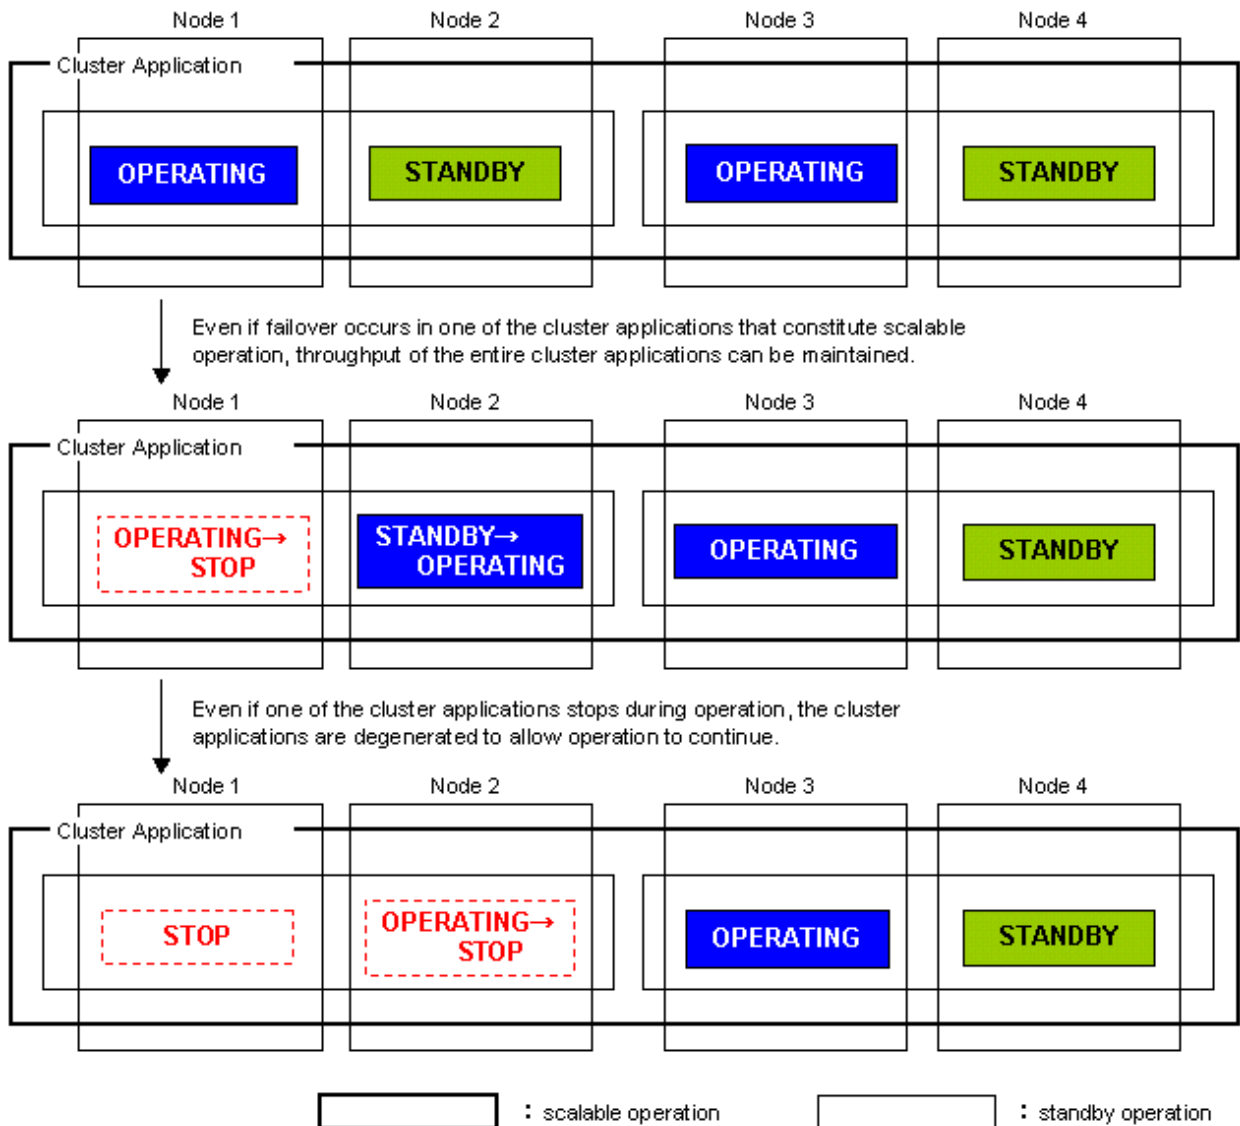 Node 1 Node 2 Node 3 Node 4
Cluster Application
OPERATING STANDBY OPERATING STANDBY
Even if failover occurs in one of the cluster applications that constitute scalable
operation, throughput of the entire cluster applications can be maintained.
Node 1 Node 2 Node 3 Node 4
Cluster Application
OPERATING→
STOP
STANDBY→
OPERATING
OPERATING
STANDBY
Even if one of the cluster applications stops during operation, the cluster
applications are degenerated to allow operation to continue.
Node 1 Node 2 Node 3 Node 4
Cluster Application
STOP
OPERATING→
STOP
OPERATING
STANDBY
: scalable operation : standby operation